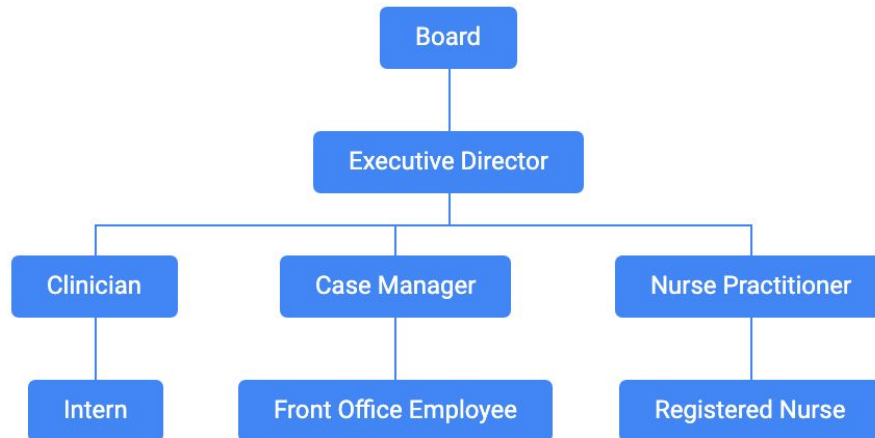 Board
Executive Director
Clinician
Case Manager
Nurse Practitioner
Intern
Front Office Employee
Registered Nurse